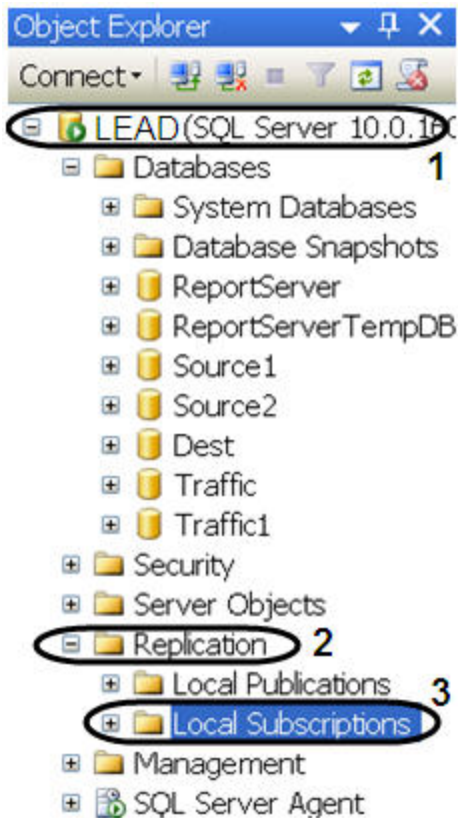 Object Explorer
Connect
LEAD (SQL Server 10.0.160
1
Databases
System Databases
Database Snapshots
ReportServer
ReportServerTempDB
Source1
Source2
Dest
Traffic
Traffic1
Security
Server Objects
Replication 2
Local Publications
3
Local Subscriptions
Management
SQL Server Agent